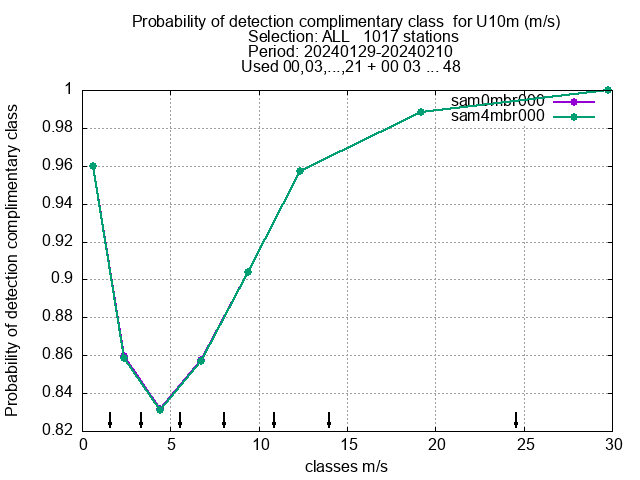 Probability of detection complimentary class  for U10m (m/s)
Selection: ALL   1017 stations
Period: 20240129-20240210
Used 00,03,...,21 + 00 03 ... 48
sam0mbr000
sam4mbr000
Probability of detection complimentary class
1
0.98
0.96
0.94
0.92
0.9
0.88
0.86
0.84
0.82
0 5 10 15 20 25 30
classes m/s